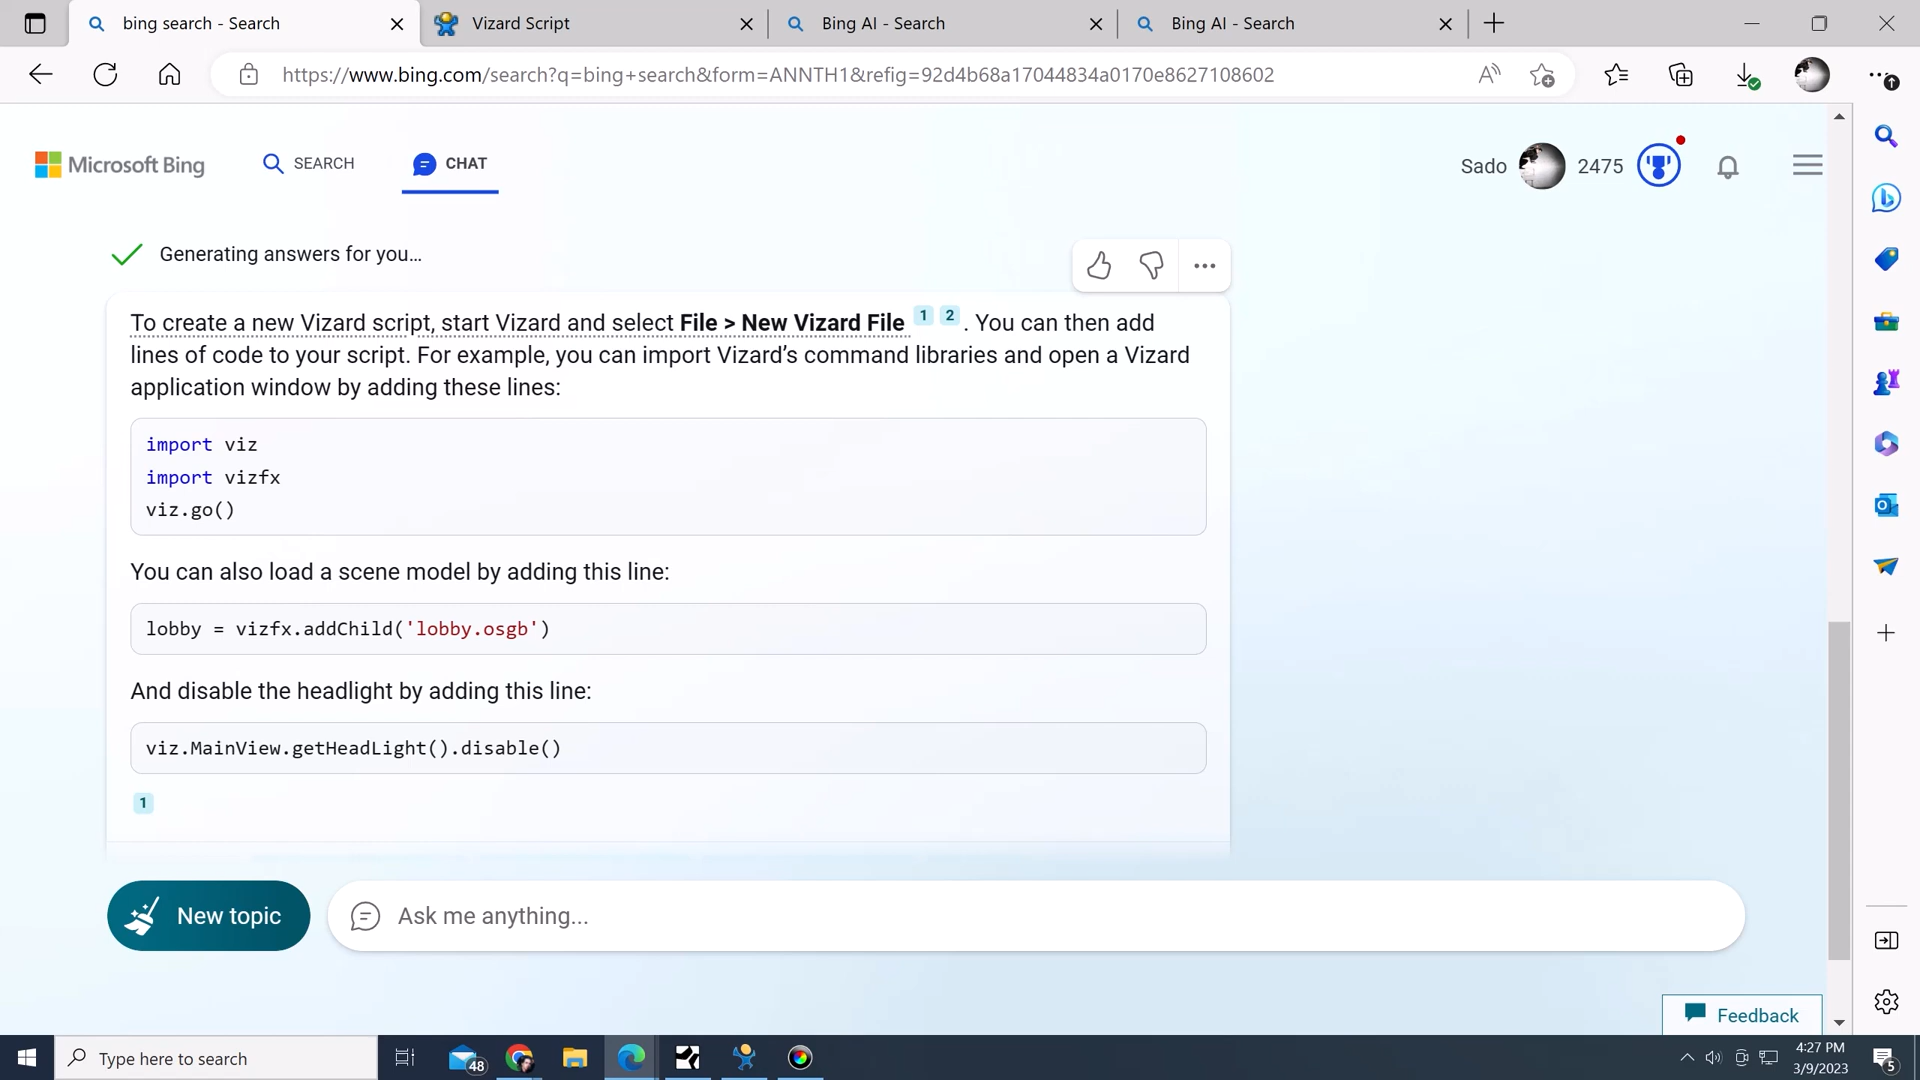 bing search - Search
Vizard Script
Bing AI - Search
Bing AI - Search
https://www.bing.com/search?q=bing+search&form=ANNTH1&refig=92d4b68a17044834a0170e8627108602
Microsoft Bing
SEARCH
CHAT
Sado
2475
Generating answers for you…
To create a new Vizard script, start Vizard and select File > New Vizard File 1 2 . You can then add
lines of code to your script. For example, you can import Vizard’s command libraries and open a Vizard
application window by adding these lines:
import viz
import vizfx
viz.go()
You can also load a scene model by adding this line:
lobby = vizfx.addChild('lobby.osgb')
And disable the headlight by adding this line:
viz.MainView.getHeadLight().disable()
1
New topic
Ask me anything...
Feedback
Type here to search
48
4:27 PM
3/9/2023
5